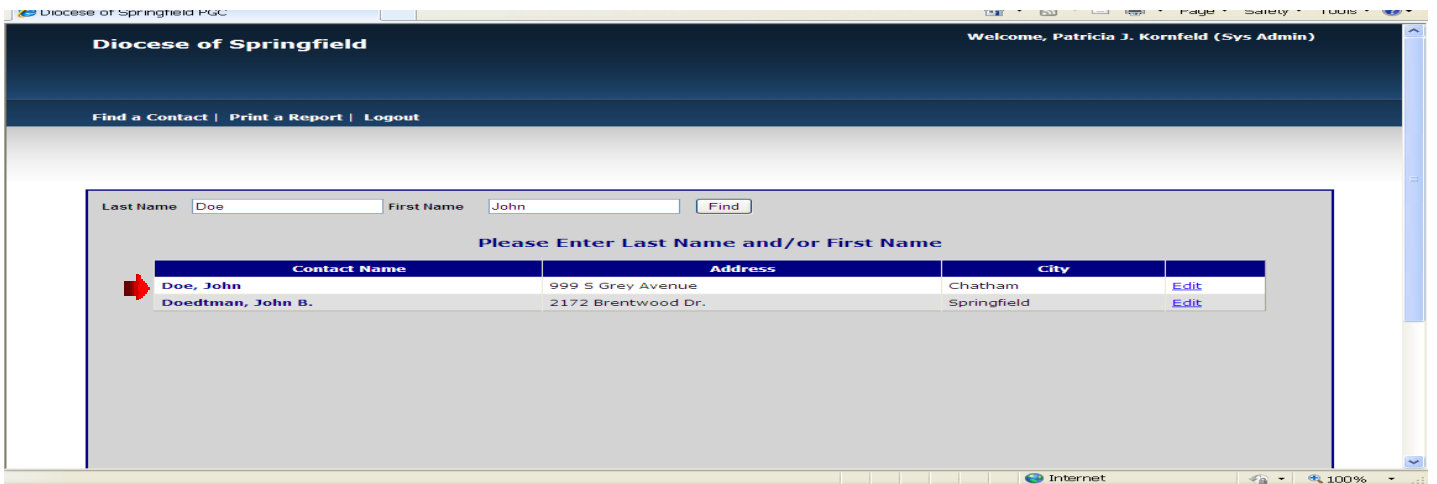 Diocese of Springfield PGC
Page Safety Tools
Diocese of Springfield
Welcome, Patricia J. Kornfeld (Sys Admin)
Find a Contact | Print a Report | Logout
Last Name Doe First Name John Find
Please Enter Last Name and/or First Name
Contact Name Address City
Doe, John 999 S Grey Avenue Chatham Edit
Doedtman, John B. 2172 Brentwood Dr. Springfield Edit
Internet 100%